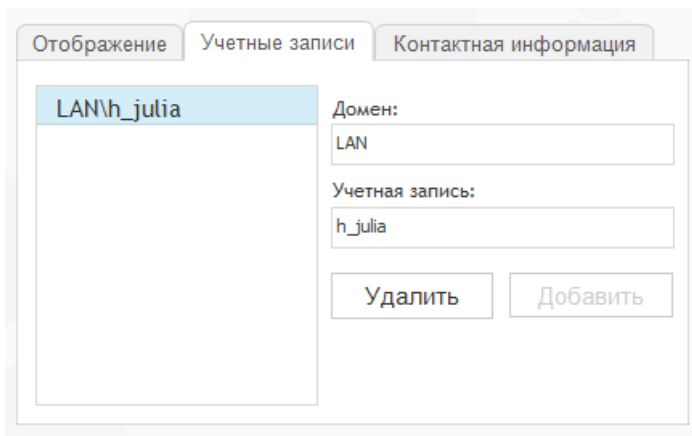 Отображение Учетные записи Контактная информация
LAN\h_julia
Домен:
LAN
Учетная запись:
h_julia
Удалить Добавить